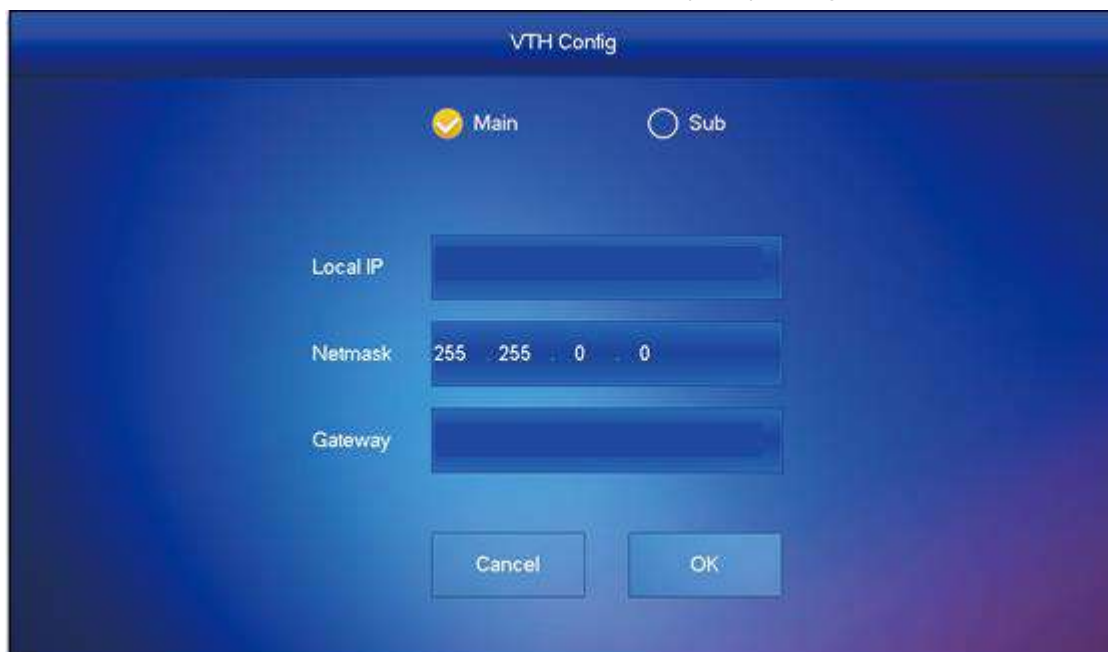 VTH Config
Main Sub
Local IP
Netmask 255 . 255 . 0 . 0
Gateway
Cancel OK